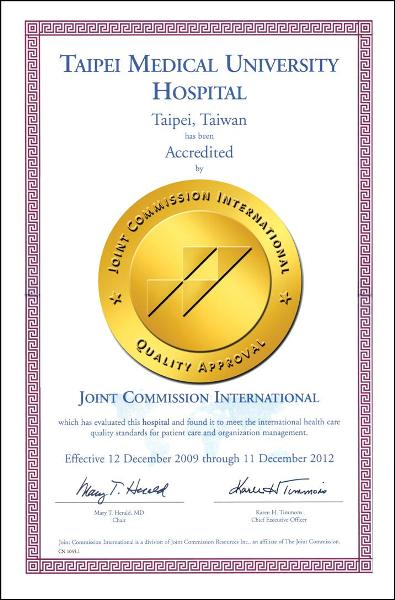 TAIPEI MEDICAL UNIVERSITY
HOSPITAL
Taipei, Taiwan
has been
Accredited
by
JOINT COMMISSION INTERNATIONAL
QUALITY APPROVAL
JOINT COMMISSION INTERNATIONAL
which has evaluated this hospital and found it to meet the international health care
quality standards for patient care and organization management.
Effective 12 December 2009 through 11 December 2012
Mary T. Herald
Karen H Timmons
Mary T. Herald, MD
Karen H. Timmons
Chair
Chief Executive Officer
Joint Commission International is a division of Joint Commission Resources Inc., an affiliate of The Joint Commission.